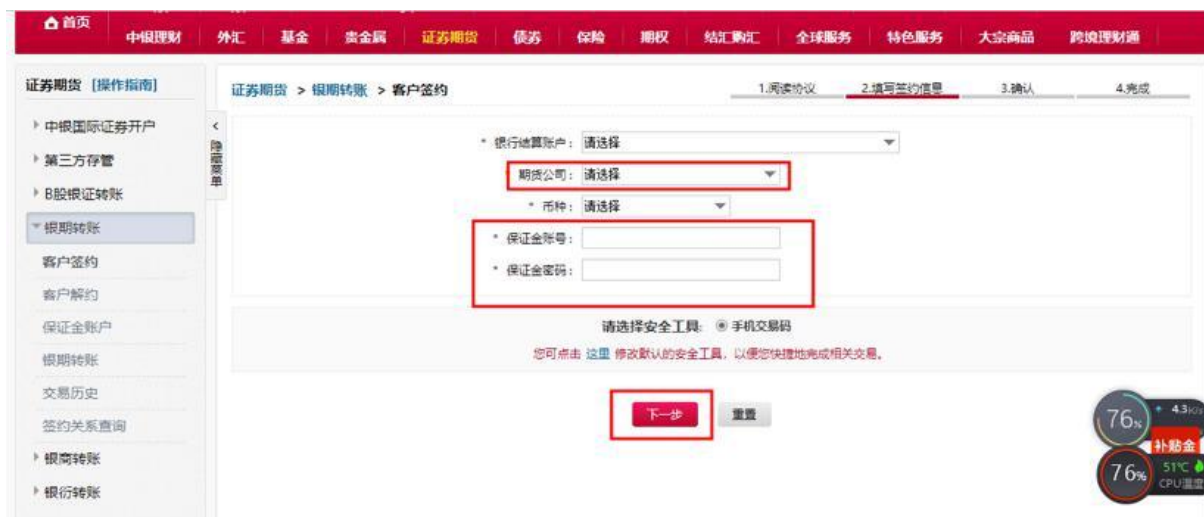 首页 中银理财 外汇 基金 贵金属 证券期货 债券 保险 期权 结汇购汇 全球服务 特色服务 大宗商品 跨境理财通
证券期货 [操作指南]
中银国际证券开户
第三方存管
B股银证转账
银期转账
客户签约
客户解约
保证金账户
银期转账
交易历史
签约关系查询
银商转账
银衍转账
< 隐藏菜单
证券期货 > 银期转账 > 客户签约
1.阅读协议 2.填写签约信息 3.确认 4.完成
* 银行结算账户: 请选择
期货公司: 请选择
* 币种: 请选择
* 保证金账号:
* 保证金密码:
请选择安全工具: 手机交易码
您可点击 这里 修改默认的安全工具, 以便您快捷地完成相关交易。
下一步 重置
76% 4.3K/s
补贴金
76% 51℃
CPU温度